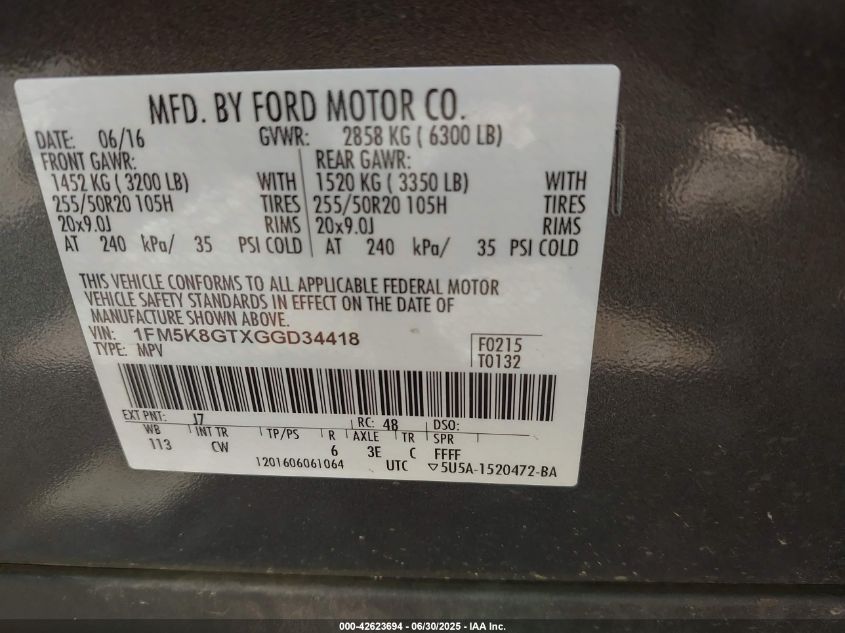 MFD. BY FORD MOTOR CO.
DATE: 06/16 GVWR: 2858 KG ( 6300 LB)
FRONT GAWR: REAR GAWR:
1452 KG ( 3200 LB) WITH 1520 KG ( 3350 LB) WITH
255/50R20 105H TIRES 255/50R20 105H TIRES
20x9.0J RIMS 20x9.0J RIMS
AT 240 kPa/ 35 PSI COLD AT 240 kPa/ 35 PSI COLD
THIS VEHICLE CONFORMS TO ALL APPLICABLE FEDERAL MOTOR
VEHICLE SAFETY STANDARDS IN EFFECT ON THE DATE OF
MANUFACTURE SHOWN ABOVE.
VIN: 1FM5K8GTXGGD34418 F0215
TYPE: MPV T0132
EXT PNT: J7 RC: 48 DSO:
WB INT TR TP/PS R AXLE TR SPR
113 CW 6 3E C FFFF
1201606061064 UTC ▽5U5A-1520472-BA
000-42623694 - 06/30/2025 - IAA Inc.